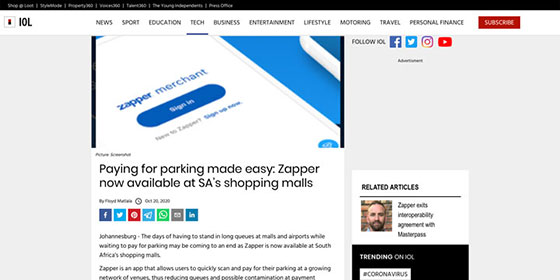 Shop @ Loot | StyleMode | Property360 | Voices360 | Talent360 | The Young Independents | Press Office
IOL
NEWS SPORT EDUCATION TECH BUSINESS ENTERTAINMENT LIFESTYLE MOTORING TRAVEL PERSONAL FINANCE SUBSCRIBE
zapper merchant
Sign in
New to Zapper? Sign up now.
Picture: Screenshot
Paying for parking made easy: Zapper
now available at SA's shopping malls
By Floyd Matlala Oct 20, 2020
Johannesburg - The days of having to stand in long queues at malls and airports while
waiting to pay for parking may be coming to an end as Zapper is now available at South
Africa's shopping malls.
Zapper is an app that allows users to quickly scan and pay for their parking at a growing
network of venues, thus reducing queues and possible contamination at payment
FOLLOW IOL
Advertisement
RELATED ARTICLES
Zapper exits
interoperability
agreement with
Masterpass
TRENDING ON IOL
#CORONAVIRUS